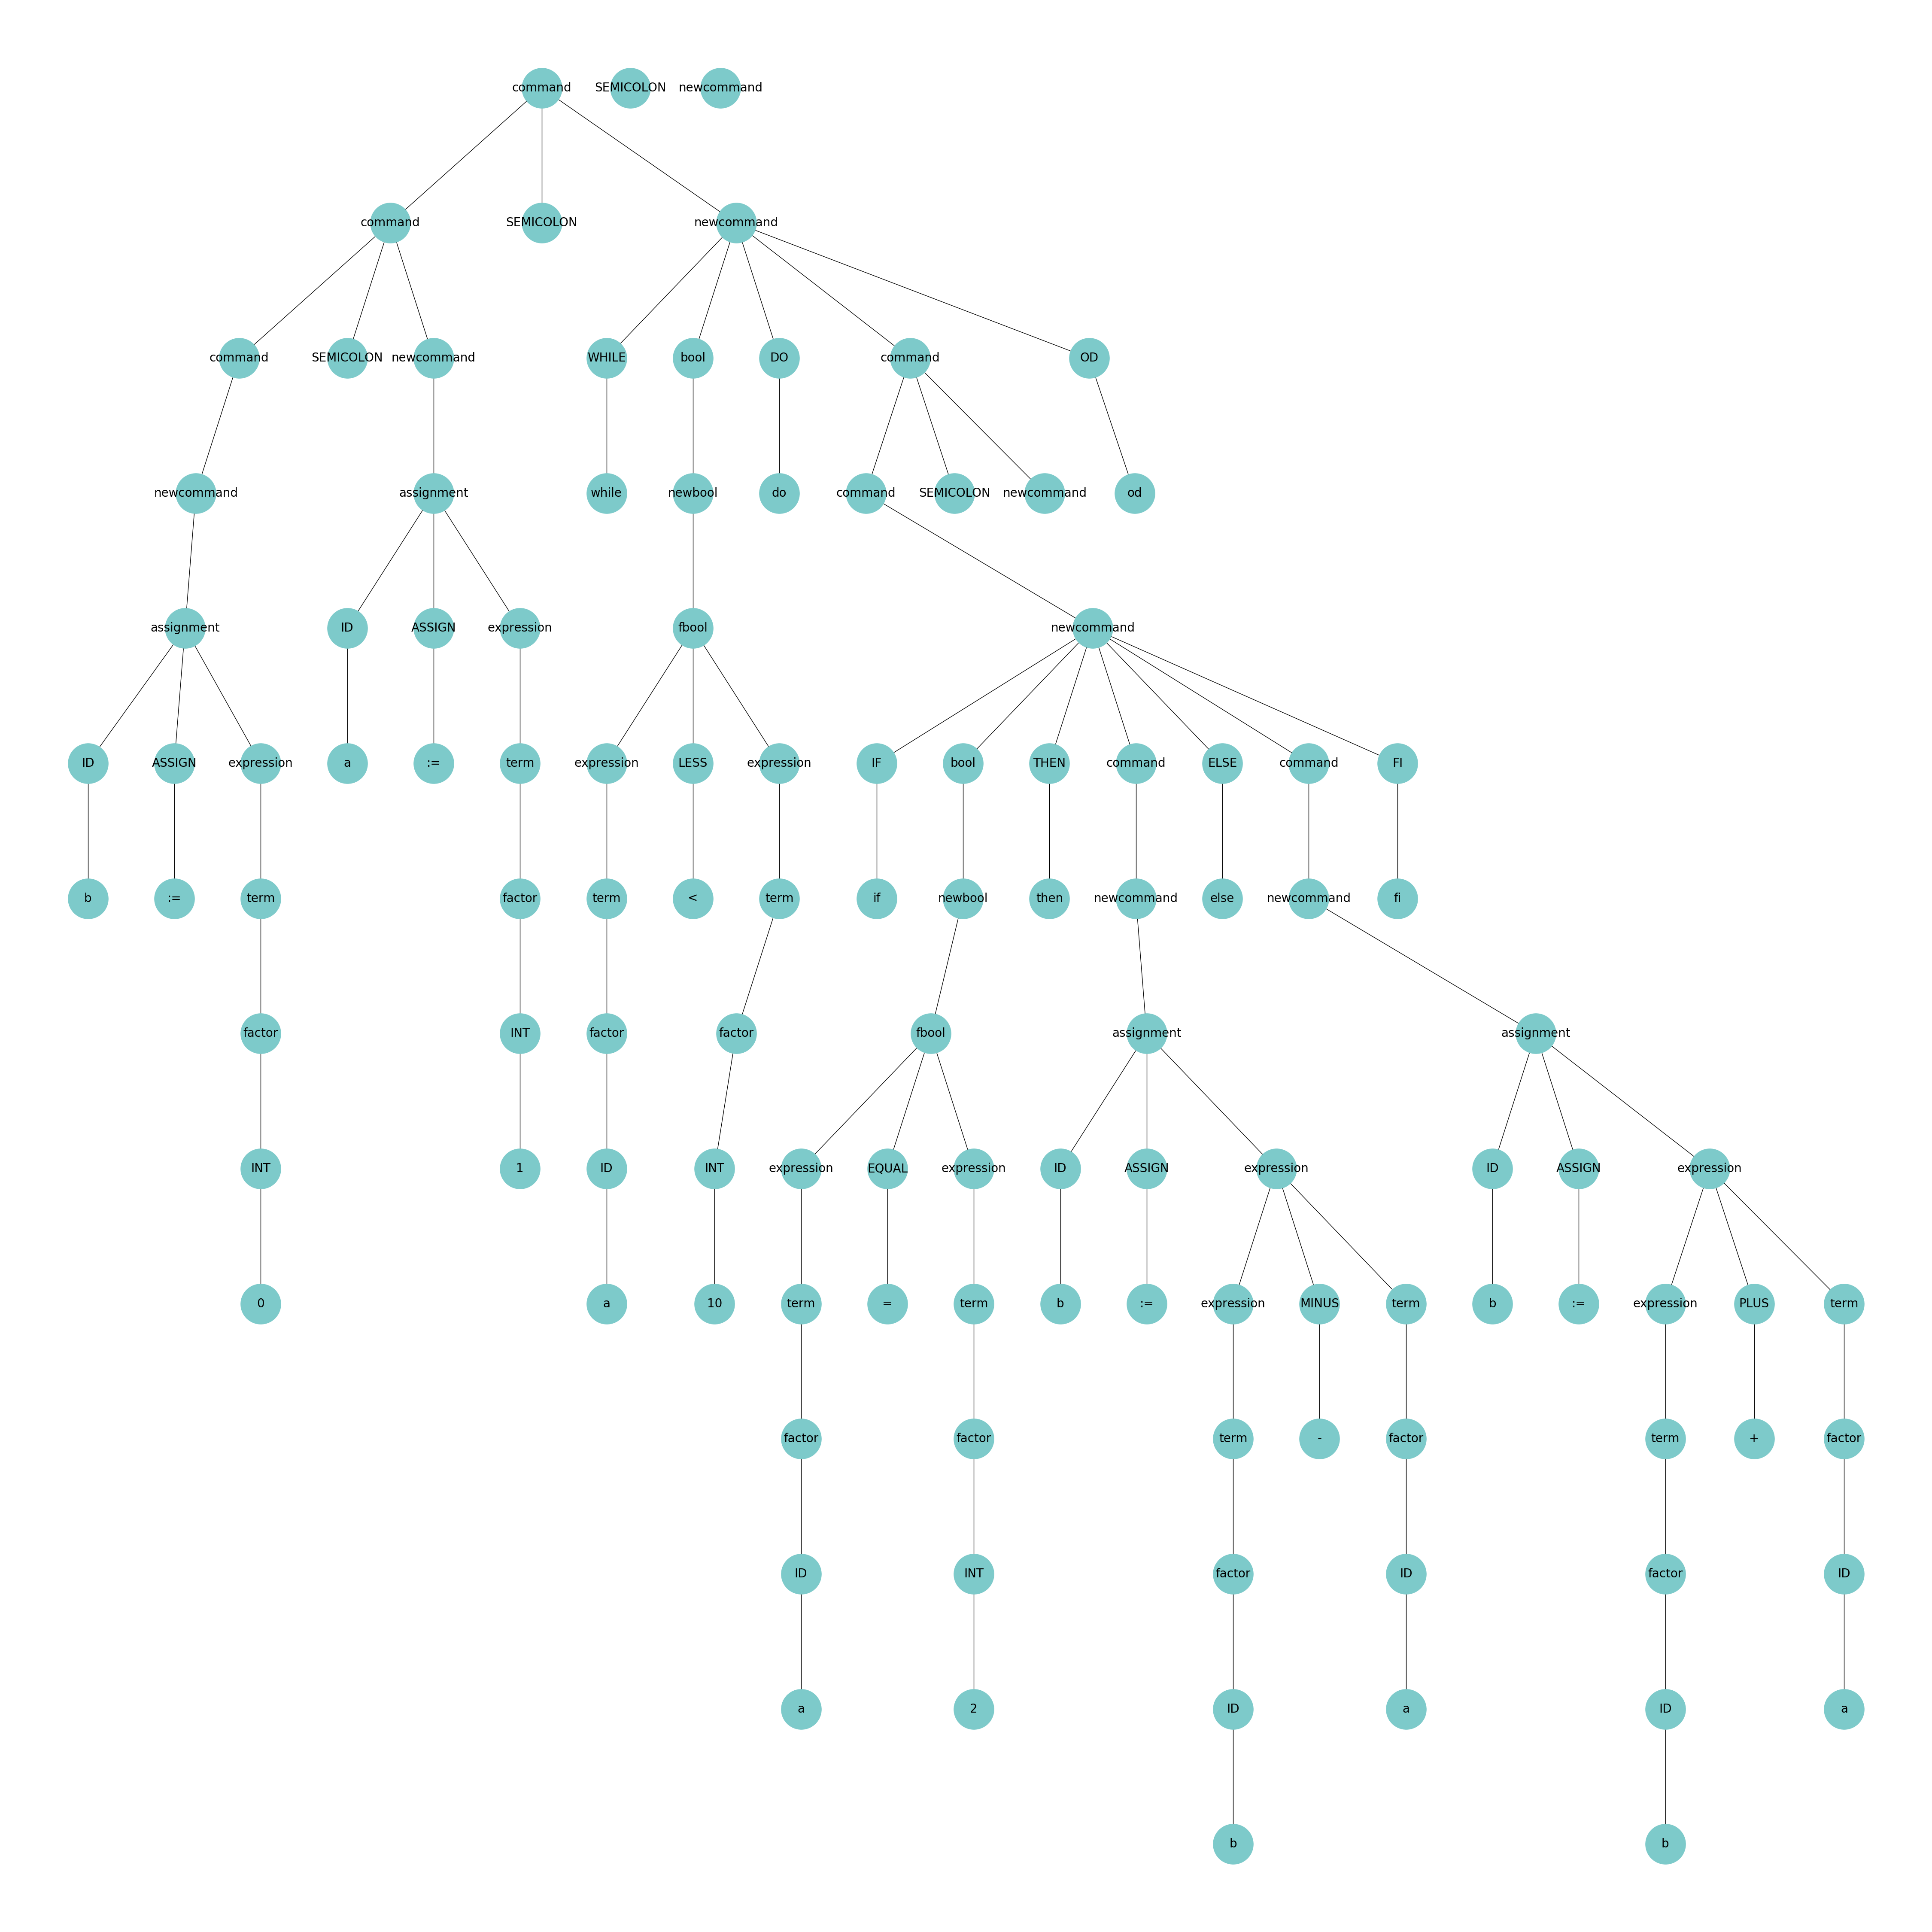 command SEMICOLON newcommand
command SEMICOLON newcommand
command SEMICOLON newcommand WHILE bool DO command OD
newcommand assignment while newbool do command SEMICOLON newcommand od
assignment ID ASSIGN expression fbool newcommand
ID ASSIGN expression a := term expression LESS expression IF bool THEN command ELSE command FI
b := term factor term < term if newbool then newcommand else newcommand fi
factor INT factor factor fbool assignment assignment
INT 1 ID INT expression EQUAL expression ID ASSIGN expression ID ASSIGN expression
0 a 10 term = term b := expression MINUS term b := expression PLUS term
factor factor term - factor term + factor
ID INT factor ID factor ID
a 2 ID a ID a
b b